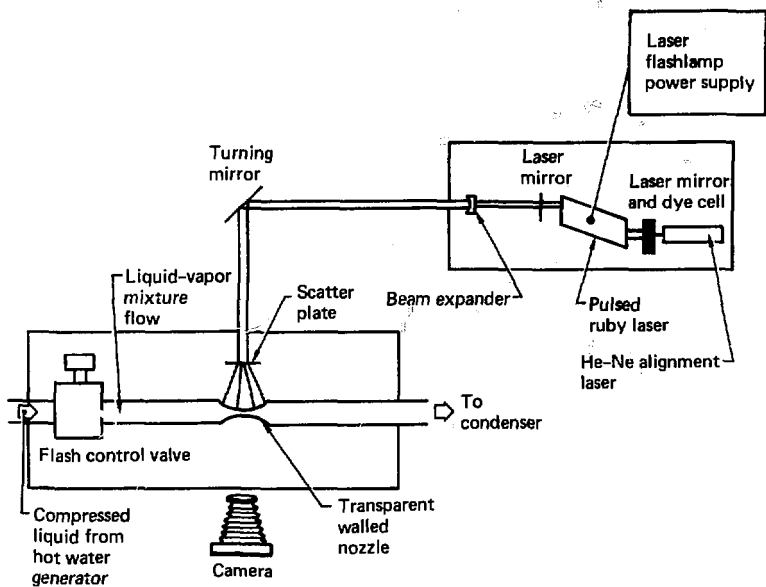 Laser
flashlamp
power supply
Turning
mirror
Laser
mirror
Laser mirror
and dye cell
Liquid-vapor
mixture
flow
Scatter
plate
Beam expander
Pulsed
ruby laser
He-Ne alignment
laser
To
condenser
Flash control valve
Compressed
liquid from
hot water
generator
Transparent
walled
nozzle
Camera